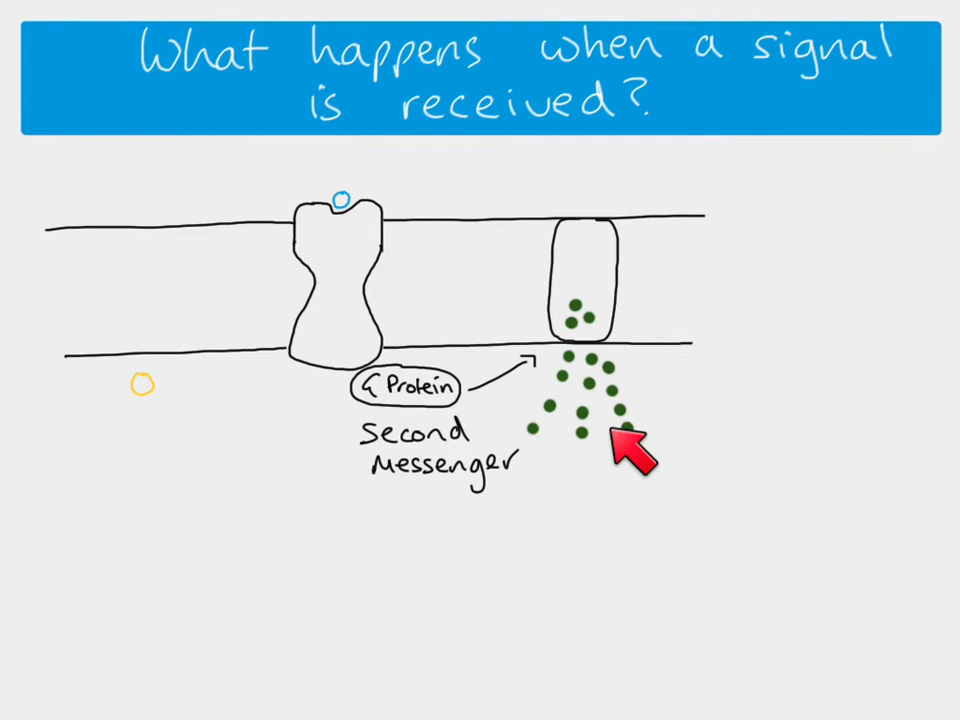 What happens when a signal
is received?
G Protein
Second
Messenger